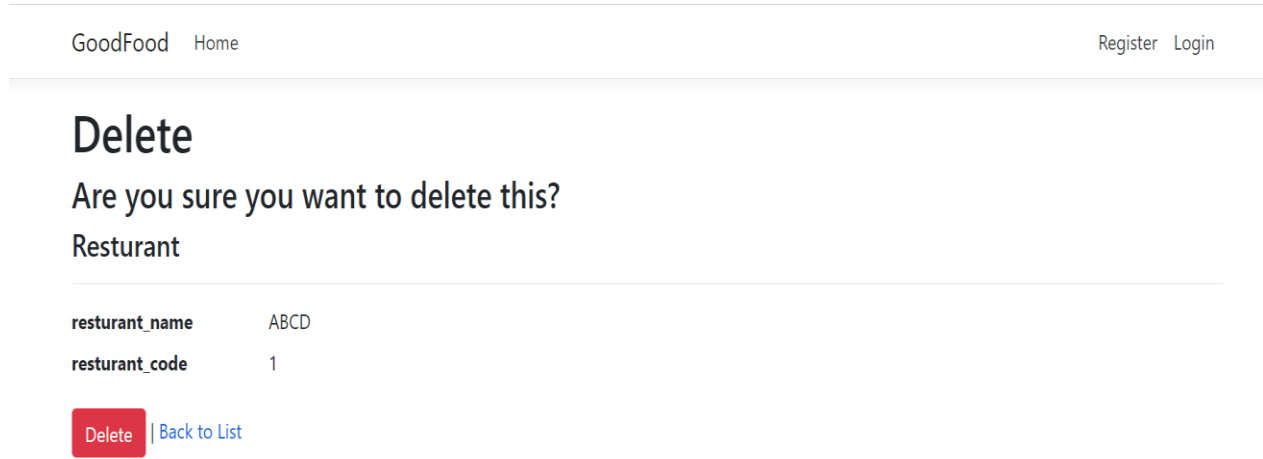 GoodFood Home Register Login
Delete
Are you sure you want to delete this?
Resturant
resturant_name ABCD
resturant_code 1
Delete | Back to List